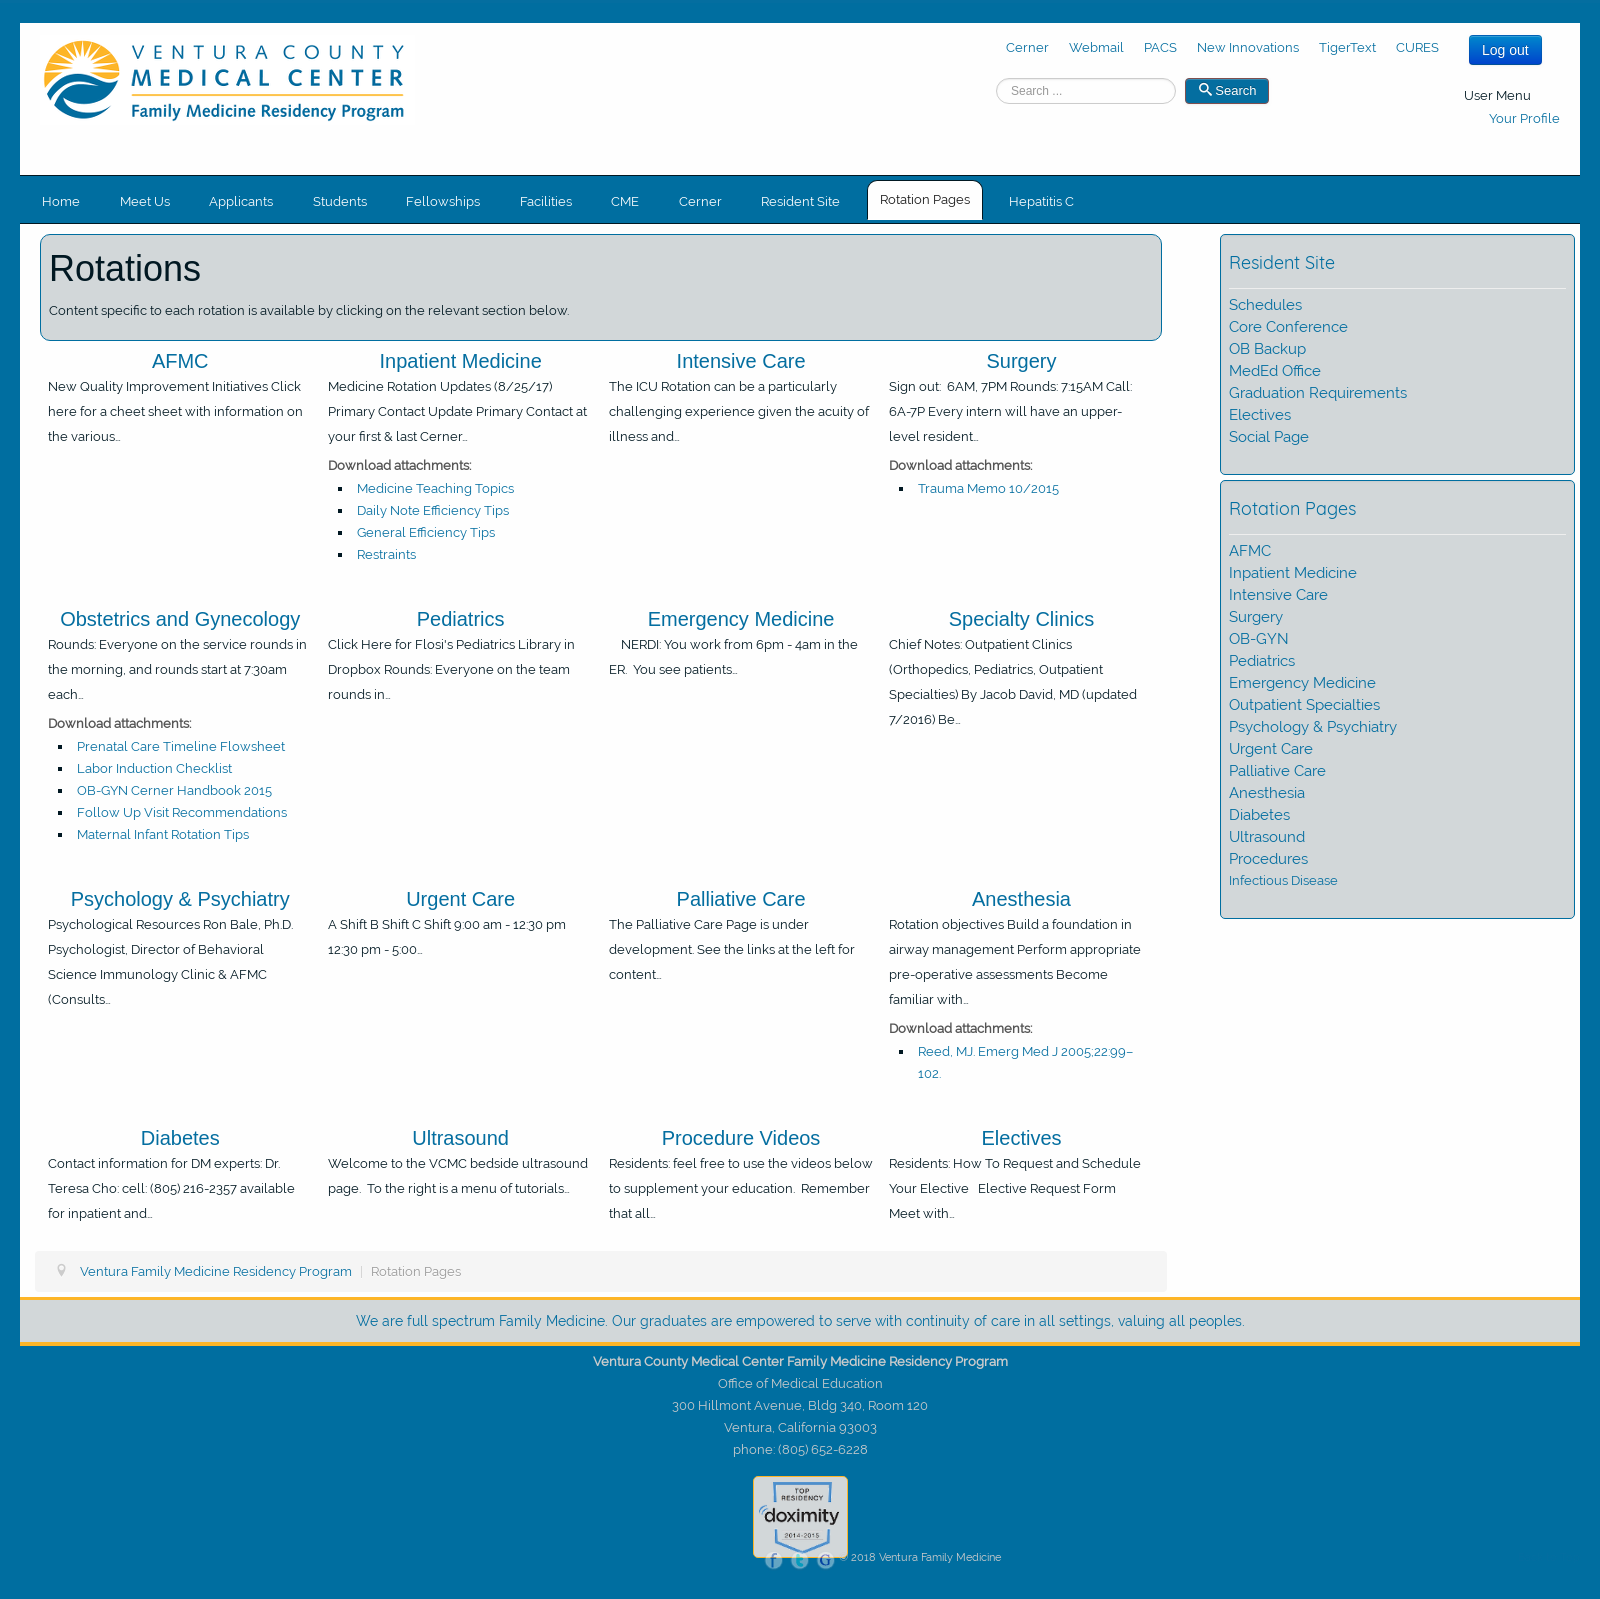 VENTURA COUNTY
MEDICAL CENTER
Family Medicine Residency Program
Cerner Webmail PACS New Innovations TigerText CURES
Log out
Search ...
Search
User Menu
Your Profile
Home Meet Us Applicants Students Fellowships Facilities CME Cerner Resident Site Rotation Pages Hepatitis C
Rotations
Content specific to each rotation is available by clicking on the relevant section below.
AFMC
New Quality Improvement Initiatives Click
here for a cheet sheet with information on
the various...
Inpatient Medicine
Medicine Rotation Updates (8/25/17)
Primary Contact Update Primary Contact at
your first & last Cerner...
Download attachments:
Medicine Teaching Topics
Daily Note Efficiency Tips
General Efficiency Tips
Restraints
Intensive Care
The ICU Rotation can be a particularly
challenging experience given the acuity of
illness and...
Surgery
Sign out: 6AM, 7PM Rounds: 7:15AM Call:
6A-7P Every intern will have an upper-
level resident...
Download attachments:
Trauma Memo 10/2015
Obstetrics and Gynecology
Rounds: Everyone on the service rounds in
the morning, and rounds start at 7:30am
each...
Download attachments:
Prenatal Care Timeline Flowsheet
Labor Induction Checklist
OB-GYN Cerner Handbook 2015
Follow Up Visit Recommendations
Maternal Infant Rotation Tips
Pediatrics
Click Here for Flosi's Pediatrics Library in
Dropbox Rounds: Everyone on the team
rounds in...
Emergency Medicine
NERDI: You work from 6pm - 4am in the
ER. You see patients...
Specialty Clinics
Chief Notes: Outpatient Clinics
(Orthopedics, Pediatrics, Outpatient
Specialties) By Jacob David, MD (updated
7/2016) Be...
Psychology & Psychiatry
Psychological Resources Ron Bale, Ph.D.
Psychologist, Director of Behavioral
Science Immunology Clinic & AFMC
(Consults...
Urgent Care
A Shift B Shift C Shift 9:00 am - 12:30 pm
12:30 pm - 5:00...
Palliative Care
The Palliative Care Page is under
development. See the links at the left for
content...
Anesthesia
Rotation objectives Build a foundation in
airway management Perform appropriate
pre-operative assessments Become
familiar with...
Download attachments:
Reed, MJ. Emerg Med J 2005;22:99–
102.
Diabetes
Contact information for DM experts: Dr.
Teresa Cho: cell: (805) 216-2357 available
for inpatient and...
Ultrasound
Welcome to the VCMC bedside ultrasound
page. To the right is a menu of tutorials...
Procedure Videos
Residents: feel free to use the videos below
to supplement your education. Remember
that all...
Electives
Residents: How To Request and Schedule
Your Elective Elective Request Form
Meet with...
Resident Site
Schedules
Core Conference
OB Backup
MedEd Office
Graduation Requirements
Electives
Social Page
Rotation Pages
AFMC
Inpatient Medicine
Intensive Care
Surgery
OB-GYN
Pediatrics
Emergency Medicine
Outpatient Specialties
Psychology & Psychiatry
Urgent Care
Palliative Care
Anesthesia
Diabetes
Ultrasound
Procedures
Infectious Disease
Ventura Family Medicine Residency Program | Rotation Pages
We are full spectrum Family Medicine. Our graduates are empowered to serve with continuity of care in all settings, valuing all peoples.
Ventura County Medical Center Family Medicine Residency Program
Office of Medical Education
300 Hillmont Avenue, Bldg 340, Room 120
Ventura, California 93003
phone: (805) 652-6228
TOP
RESIDENCY
doximity
2014-2015
f t G © 2018 Ventura Family Medicine